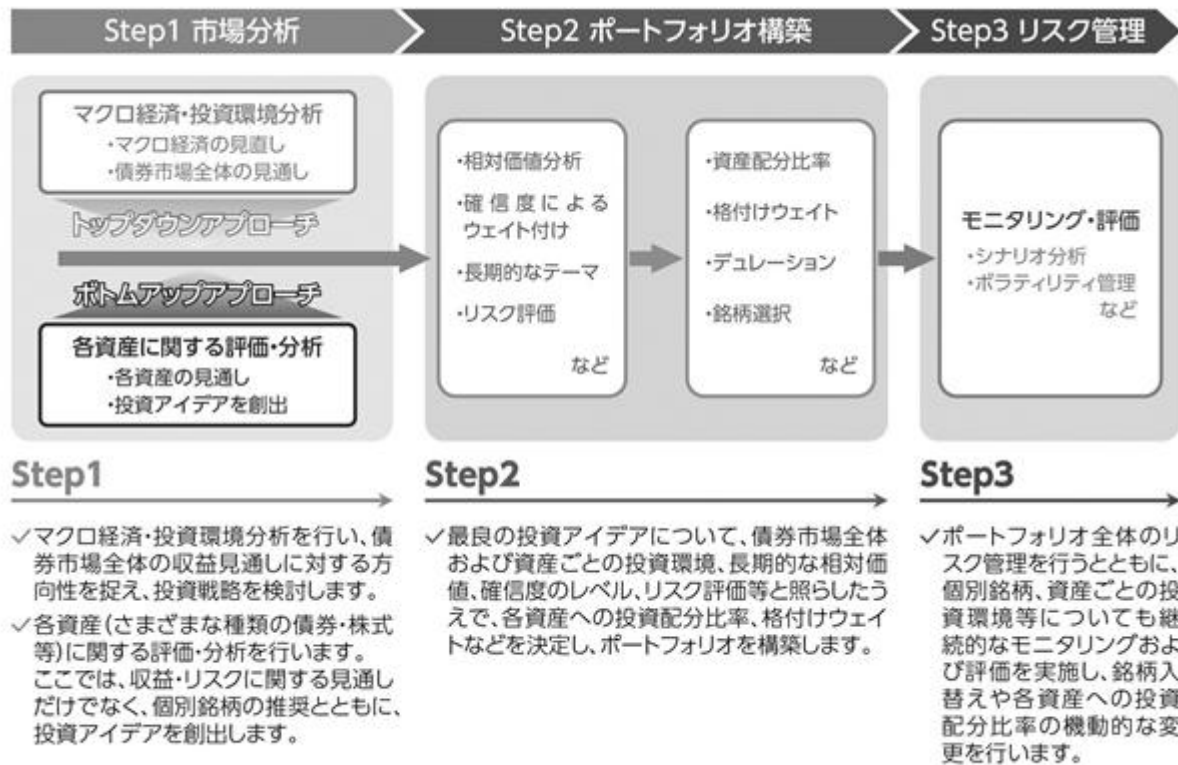 Step1 市場分析
Step2 ポートフォリオ構築
Step3 リスク管理
マクロ経済・投資環境分析
・マクロ経済の見直し
・債券市場全体の見通し
トップダウンアプローチ
ボトムアップアプローチ
各資産に関する評価・分析
・各資産の見通し
・投資アイデアを創出
・相対価値分析
・確信度による
ウェイト付け
・長期的なテーマ
・リスク評価
など
・資産配分比率
・格付けウェイト
・デュレーション
・銘柄選択
など
モニタリング・評価
・シナリオ分析
・ボラティリティ管理
など
Step1
✓マクロ経済・投資環境分析を行い、債
券市場全体の収益見通しに対する方
向性を捉え、投資戦略を検討します。
✓各資産(さまざまな種類の債券・株式
等)に関する評価・分析を行います。
ここでは、収益・リスクに関する見通し
だけでなく、個別銘柄の推奨とともに、
投資アイデアを創出します。
Step2
✓最良の投資アイデアについて、債券市場全体
および資産ごとの投資環境、長期的な相対価
値、確信度のレベル、リスク評価等と照らしたう
えで、各資産への投資配分比率、格付けウェイ
トなどを決定し、ポートフォリオを構築します。
Step3
✓ポートフォリオ全体のリ
スク管理を行うとともに、
個別銘柄、資産ごとの投
資環境等についても継
続的なモニタリングおよ
び評価を実施し、銘柄入
替えや各資産への投資
配分比率の機動的な変
更を行います。